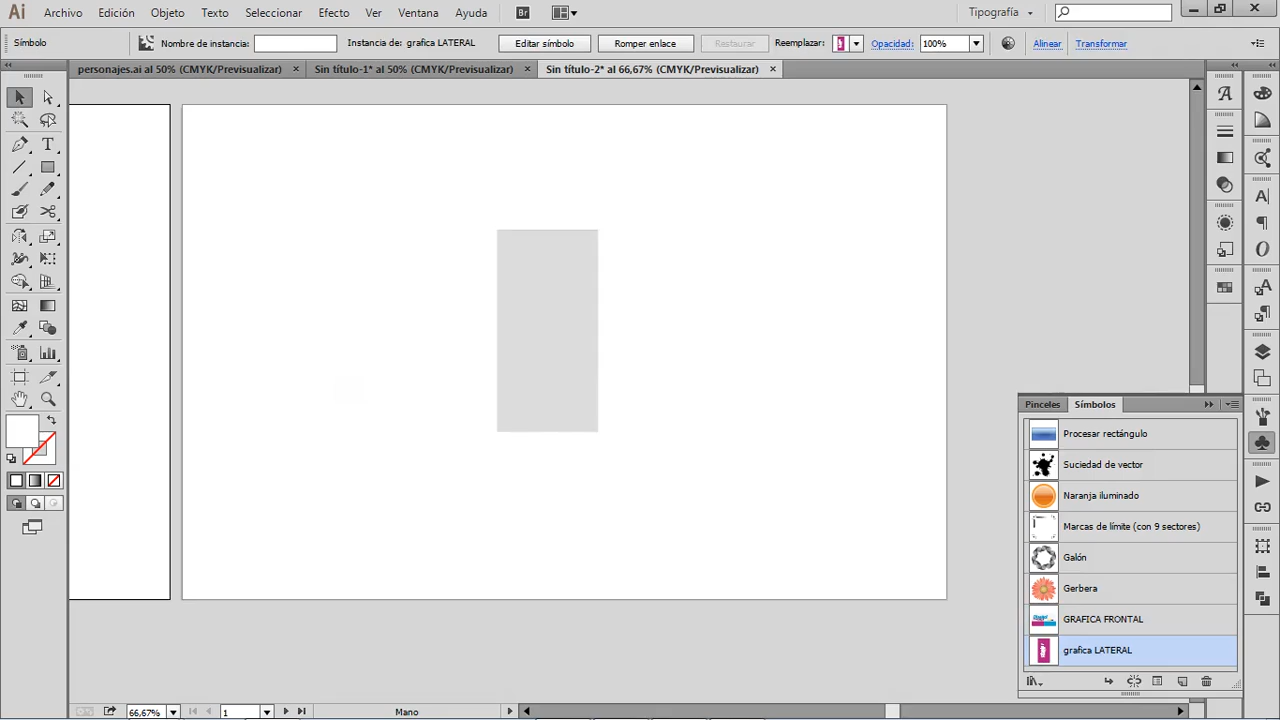 Ai Archivo Edición Objeto Texto Seleccionar Efecto Ver Ventana Ayuda Br Tipografía
Símbolo Nombre de instancia: Instancia de: grafica LATERAL Editar símbolo Romper enlace Restaurar Reemplazar: Opacidad: 100% Alinear Transformar
personajes.ai al 50% (CMYK/Previsualizar) Sin título-1* al 50% (CMYK/Previsualizar) Sin título-2* al 66,67% (CMYK/Previsualizar)
Pinceles Símbolos
Procesar rectángulo
Suciedad de vector
Naranja iluminado
Marcas de límite (con 9 sectores)
Galón
Gerbera
GRAFICA FRONTAL
grafica LATERAL
66,67% 1 Mano